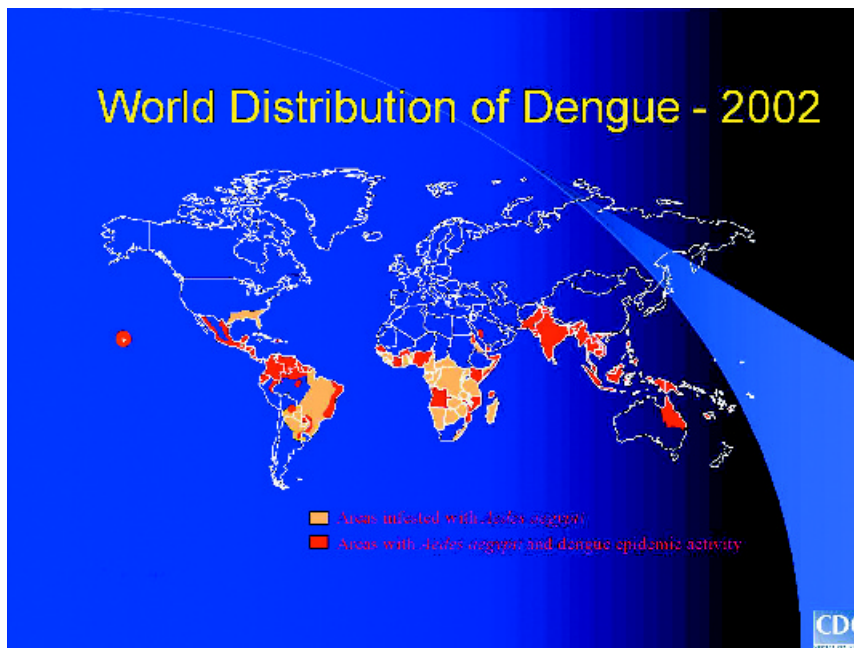 World Distribution of Dengue - 2002
Areas infested with Aedes aegypti
Areas with Aedes aegypti and dengue epidemic activity
CDC